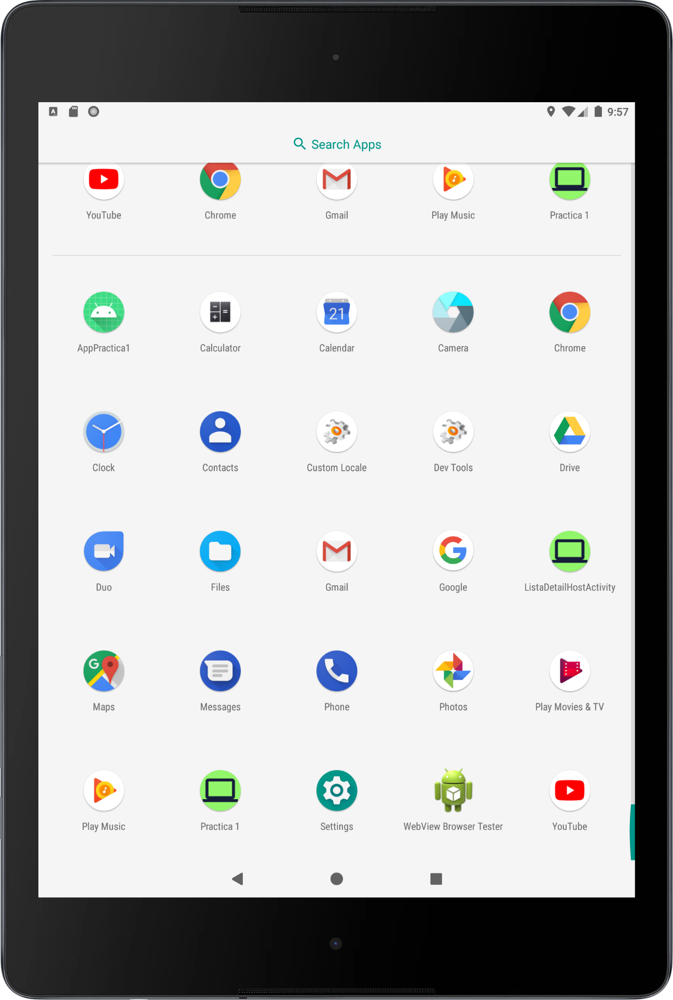 A
9:57
Search Apps
YouTube
Chrome
Gmail
Play Music
Practica 1
21
AppPractica1
Calculator
Calendar
Camera
Chrome
Clock
Contacts
Custom Locale
Dev Tools
Drive
Duo
Files
Gmail
Google
ListaDetailHostActivity
G
Maps
Messages
Phone
Photos
Play Movies & TV
Play Music
Practica 1
Settings
WebView Browser Tester
YouTube